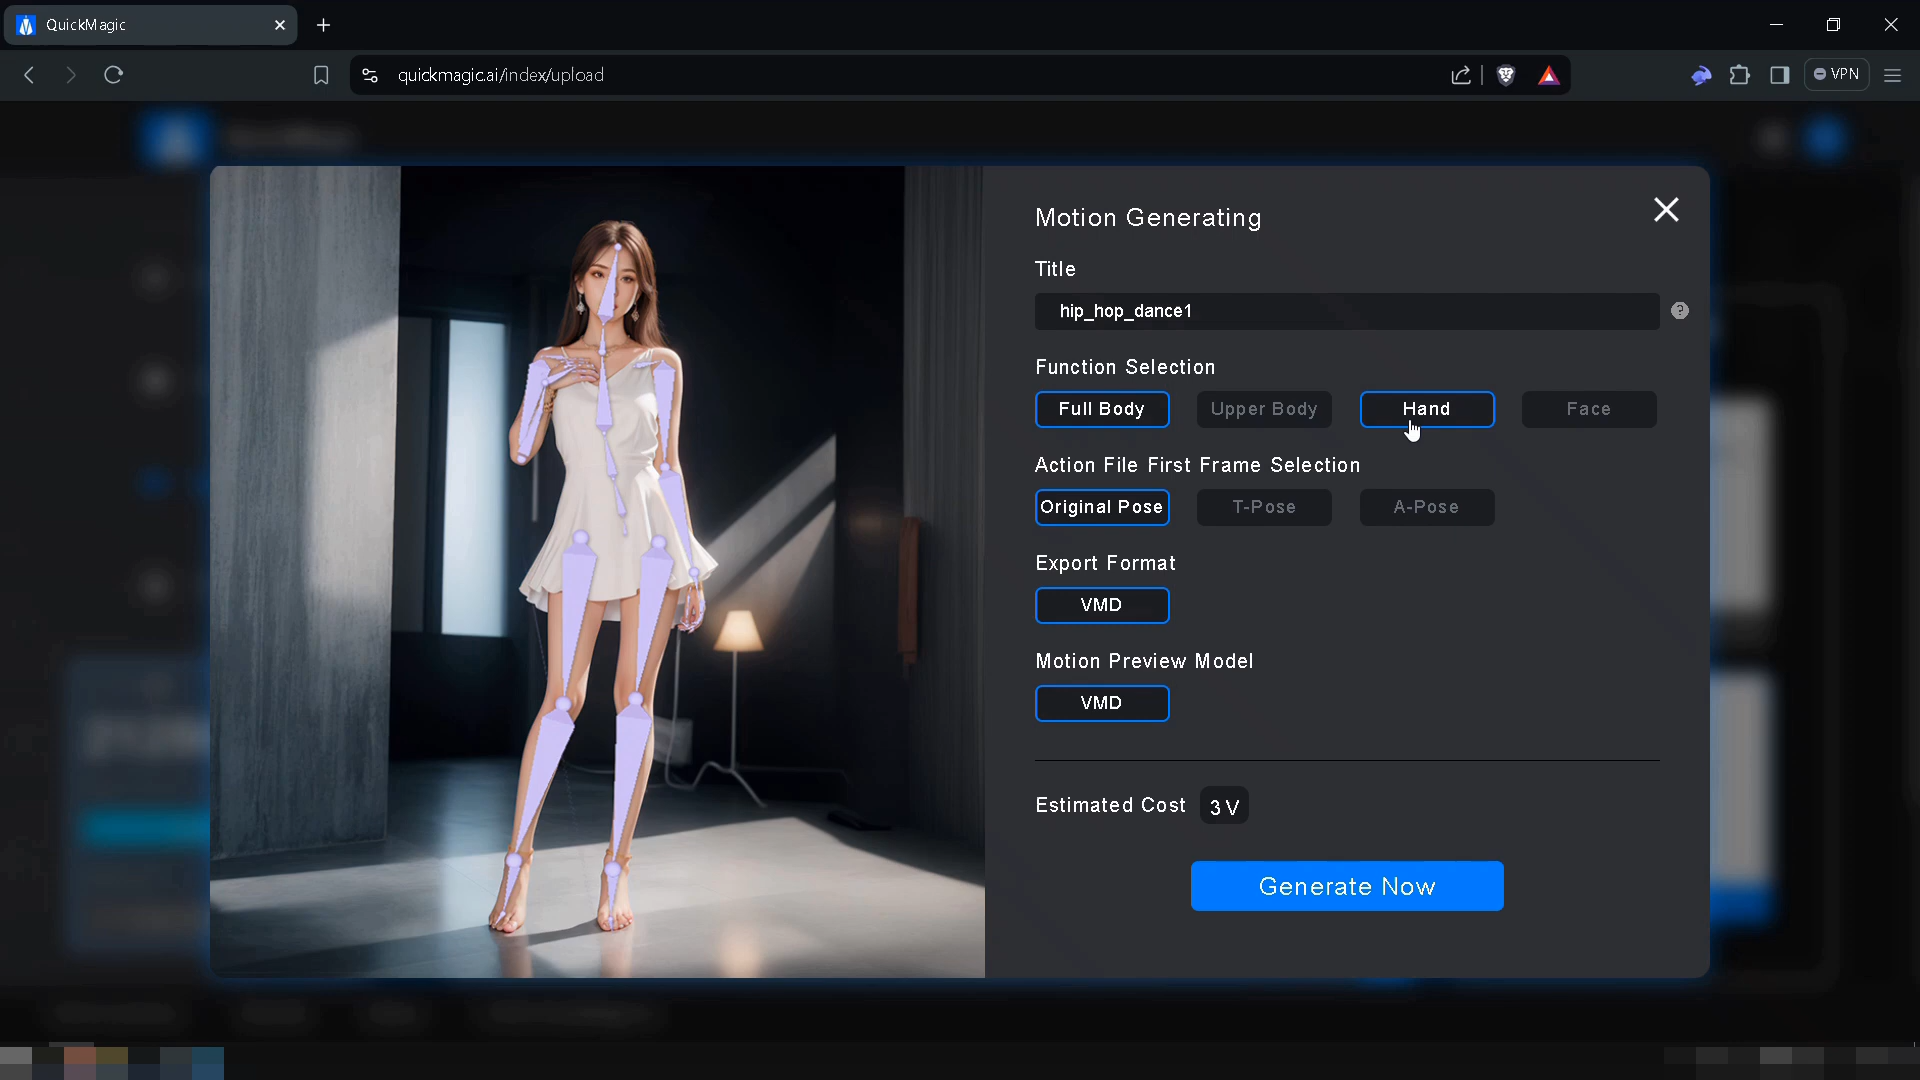 QuickMagic
quickmagic.ai/index/upload
VPN
Motion Generating
Title
hip_hop_dance1
?
Function Selection
Full Body Upper Body Hand Face
Action File First Frame Selection
Original Pose T-Pose A-Pose
Export Format
VMD
Motion Preview Model
VMD
Estimated Cost 3 V
Generate Now